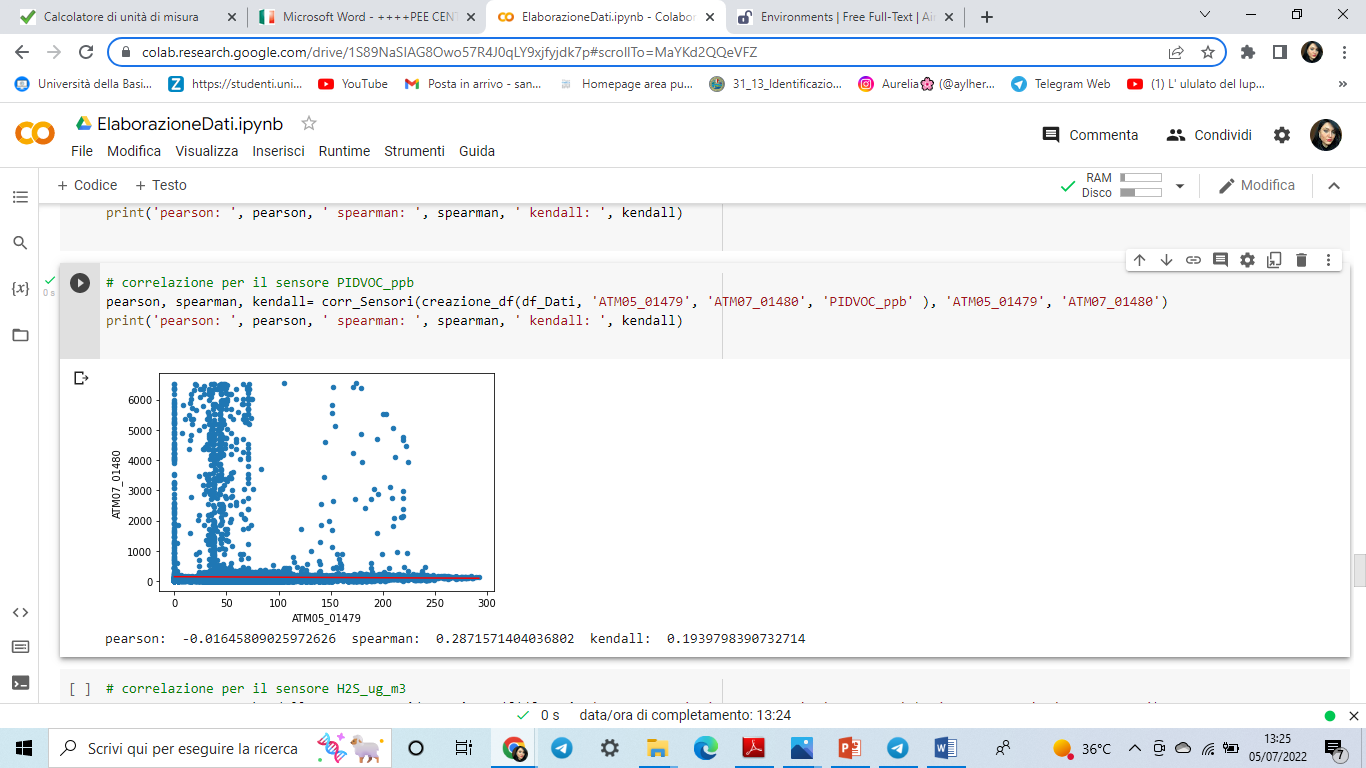 Calcolatore di unità di misura
Microsoft Word - ++++PEE CENT
ElaborazioneDati.ipynb - Colabor
Environments | Free Full-Text | Air
colab.research.google.com/drive/1S89NaSIAG8Owo57R4J0qLY9xjfyjdk7p#scrollTo=MaYKd2QQeVFZ
Università della Basi...
https://studenti.uni...
YouTube
Posta in arrivo - san...
Homepage area pu...
31_13_Identificazio...
Aurelia🌸 (@aylher...
Telegram Web
(1) L' ululato del lup...
»
ElaborazioneDati.ipynb
Commenta
Condividi
File Modifica Visualizza Inserisci Runtime Strumenti Guida
+ Codice + Testo
RAM
Disco
Modifica
print('pearson: ', pearson, ' spearman: ', spearman, ' kendall: ', kendall)
{x}
0 s
# correlazione per il sensore PIDVOC_ppb
pearson, spearman, kendall= corr_Sensori(creazione_df(df_Dati, 'ATM05_01479', 'ATM07_01480', 'PIDVOC_ppb' ), 'ATM05_01479', 'ATM07_01480')
print('pearson: ', pearson, ' spearman: ', spearman, ' kendall: ', kendall)
6000
5000
4000
3000
2000
1000
0
ATM07_01480
0 50 100 150 200 250 300
ATM05_01479
pearson:  -0.01645809025972626  spearman:  0.2871571404036802  kendall:  0.1939798390732714
[ ] # correlazione per il sensore H2S_ug_m3
0 s data/ora di completamento: 13:24
Scrivi qui per eseguire la ricerca
36°C
13:25
05/07/2022
7